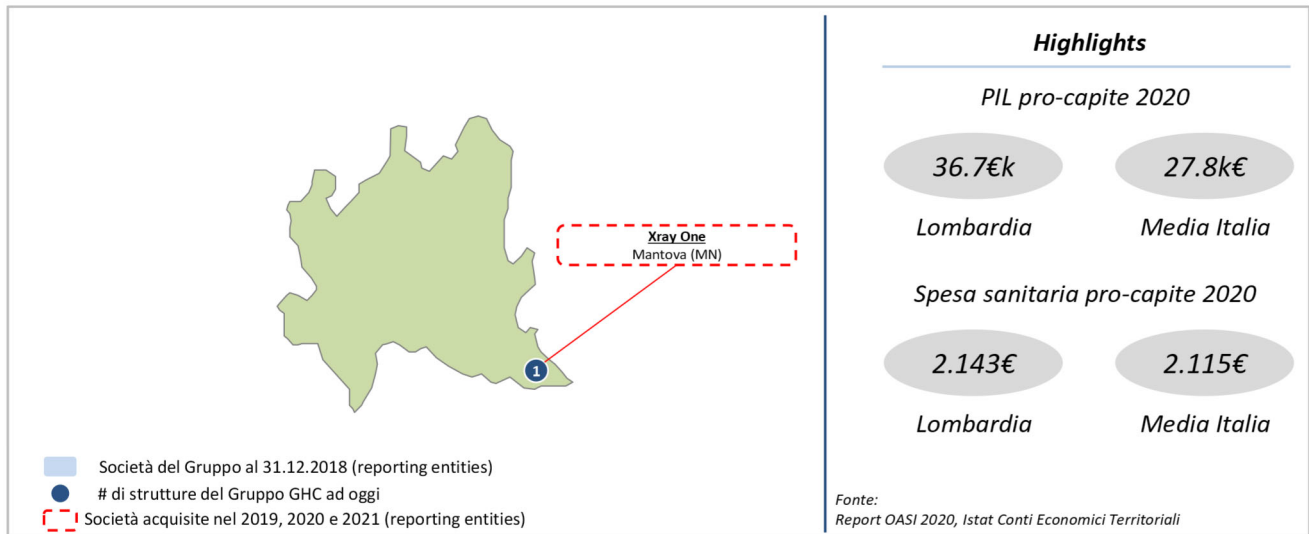 Xray One
Mantova (MN)
1
Società del Gruppo al 31.12.2018 (reporting entities)
# di strutture del Gruppo GHC ad oggi
Società acquisite nel 2019, 2020 e 2021 (reporting entities)
Highlights
PIL pro-capite 2020
36.7€k 27.8k€
Lombardia Media Italia
Spesa sanitaria pro-capite 2020
2.143€ 2.115€
Lombardia Media Italia
Fonte:
Report OASI 2020, Istat Conti Economici Territoriali